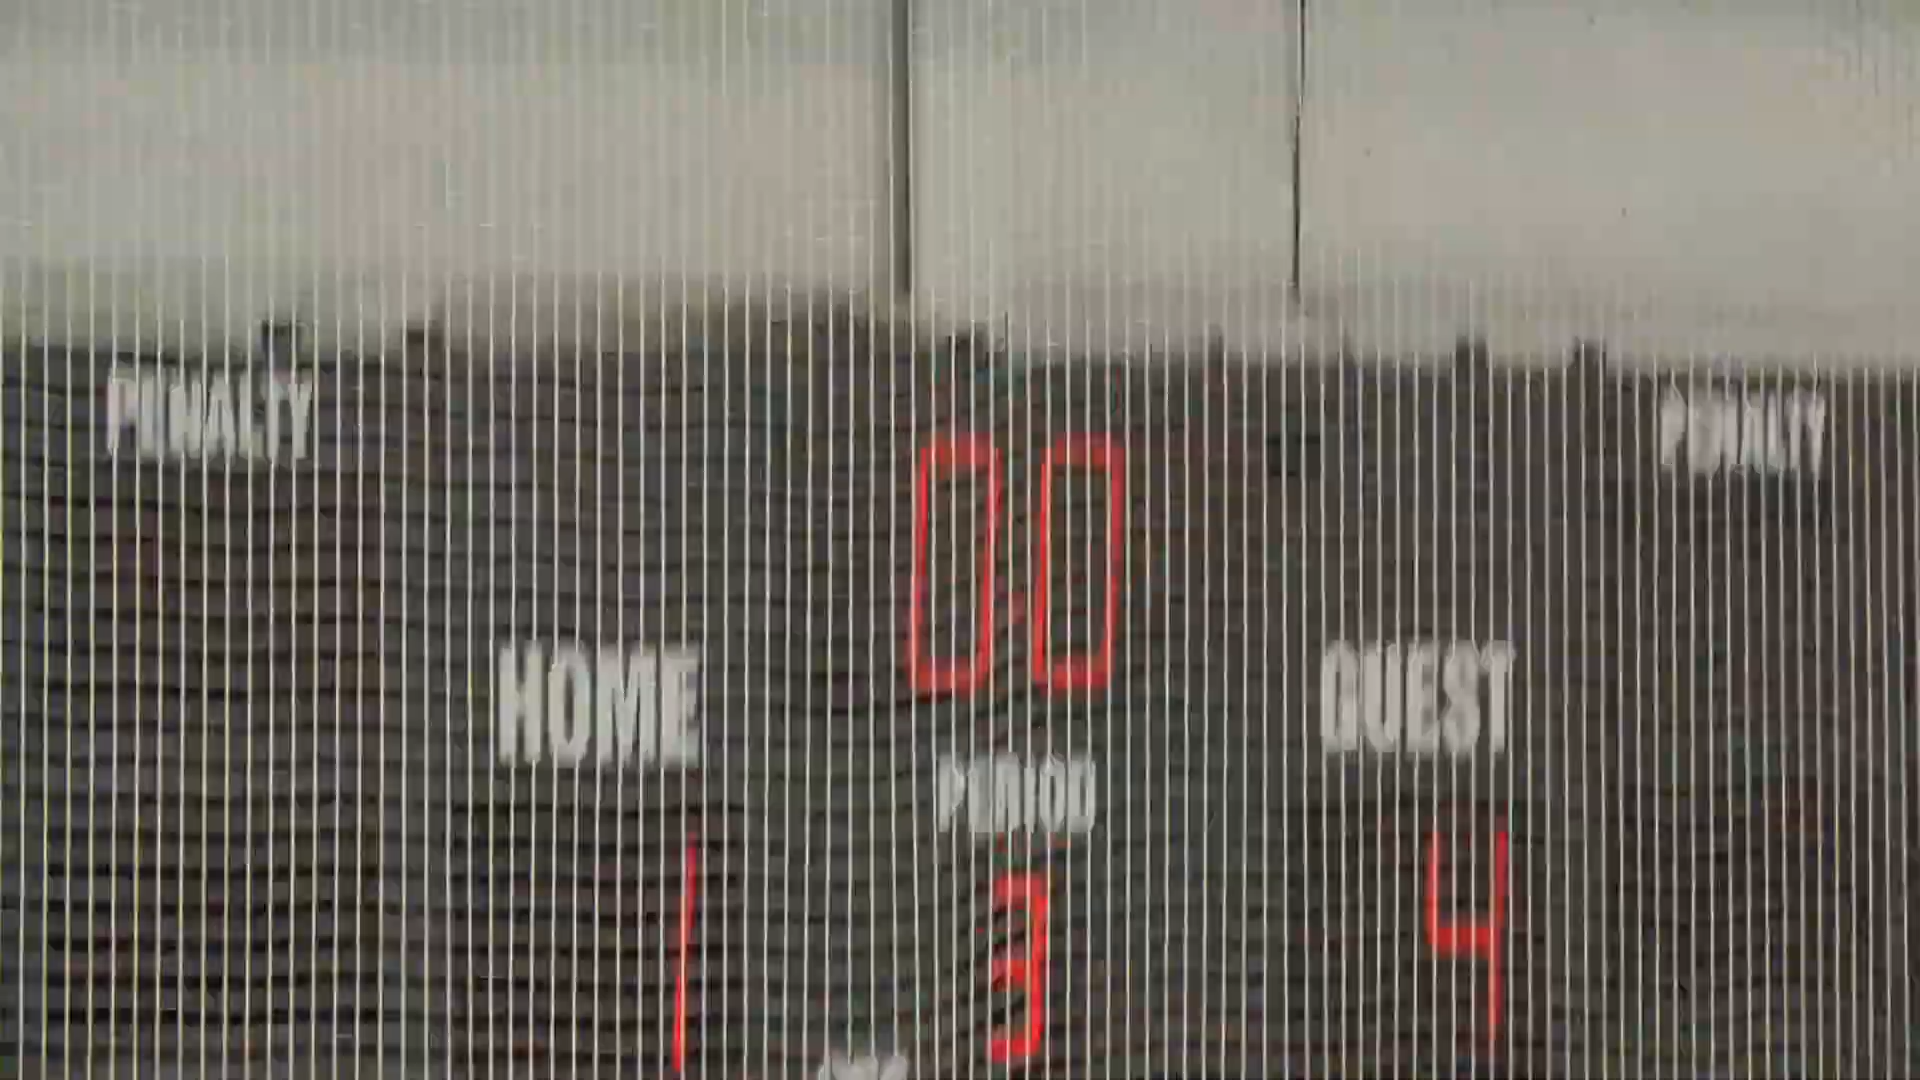 PENALTY PENALTY
00
HOME GUEST
PERIOD
1 3 4